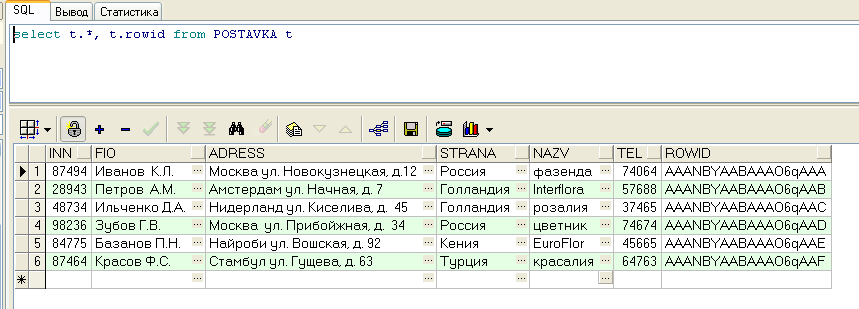 SQL Вывод Статистика
select t.*, t.rowid from POSTAVKA t
INN FIO ADRESS STRANA NAZV TEL ROWID
1 87494 Иванов К.Л. Москва ул. Новокузнецкая, д.12 Россия фазенда 74064 AAANBYAABAAAO6qAAA
2 28943 Петров А.М. Амстердам ул. Начная, д. 7 Голландия Interflora 57688 AAANBYAABAAAO6qAAB
3 48734 Ильченко Д.А. Нидерланд ул. Киселива, д. 45 Голландия розалия 37465 AAANBYAABAAAO6qAAC
4 98236 Зубов Г.В. Москва ул. Прибойжная, д. 34 Россия цветник 74674 AAANBYAABAAAO6qAAD
5 84775 Базанов П.Н. Найроби ул. Вошская, д. 92 Кения EuroFlor 45665 AAANBYAABAAAO6qAAE
6 87464 Красов Ф.С. Стамбул ул. Гущева, д. 63 Турция красалия 64763 AAANBYAABAAAO6qAAF